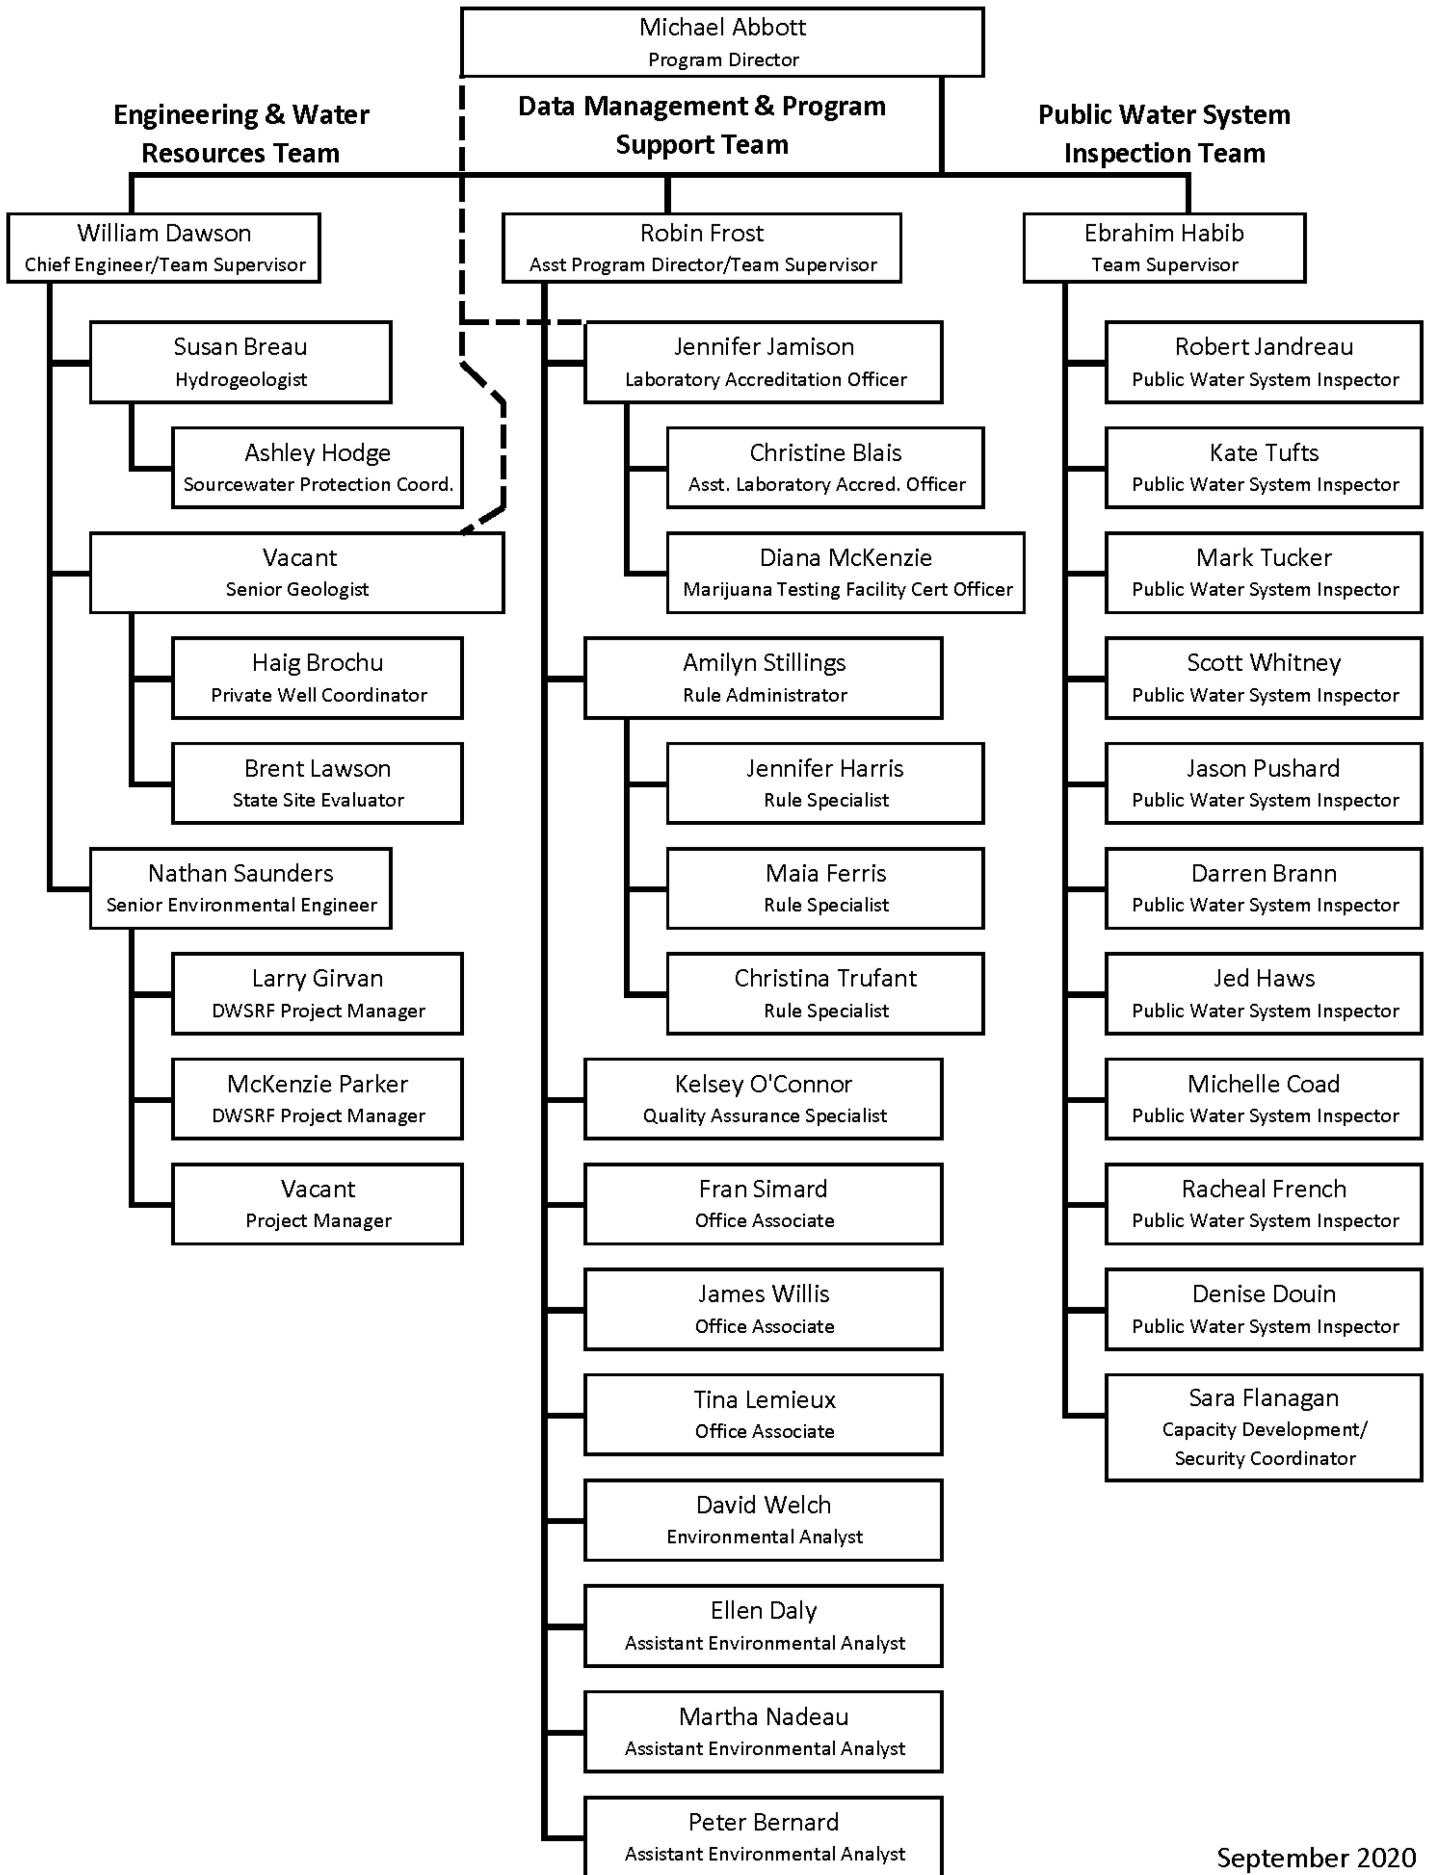 Michael Abbott
Program Director
Engineering & Water
Resources Team
William Dawson
Chief Engineer/Team Supervisor
Susan Breau
Hydrogeologist
Ashley Hodge
Sourcewater Protection Coord.
Vacant
Senior Geologist
Haig Brochu
Private Well Coordinator
Brent Lawson
State Site Evaluator
Nathan Saunders
Senior Environmental Engineer
Larry Girvan
DWSRF Project Manager
McKenzie Parker
DWSRF Project Manager
Vacant
Project Manager
Data Management & Program
Support Team
Robin Frost
Asst Program Director/Team Supervisor
Jennifer Jamison
Laboratory Accreditation Officer
Christine Blais
Asst. Laboratory Accred. Officer
Diana McKenzie
Marijuana Testing Facility Cert Officer
Amilyn Stillings
Rule Administrator
Jennifer Harris
Rule Specialist
Maia Ferris
Rule Specialist
Christina Trufant
Rule Specialist
Kelsey O'Connor
Quality Assurance Specialist
Fran Simard
Office Associate
James Willis
Office Associate
Tina Lemieux
Office Associate
David Welch
Environmental Analyst
Ellen Daly
Assistant Environmental Analyst
Martha Nadeau
Assistant Environmental Analyst
Peter Bernard
Assistant Environmental Analyst
Public Water System
Inspection Team
Ebrahim Habib
Team Supervisor
Robert Jandreau
Public Water System Inspector
Kate Tufts
Public Water System Inspector
Mark Tucker
Public Water System Inspector
Scott Whitney
Public Water System Inspector
Jason Pushard
Public Water System Inspector
Darren Brann
Public Water System Inspector
Jed Haws
Public Water System Inspector
Michelle Coad
Public Water System Inspector
Racheal French
Public Water System Inspector
Denise Douin
Public Water System Inspector
Sara Flanagan
Capacity Development/
Security Coordinator
September 2020